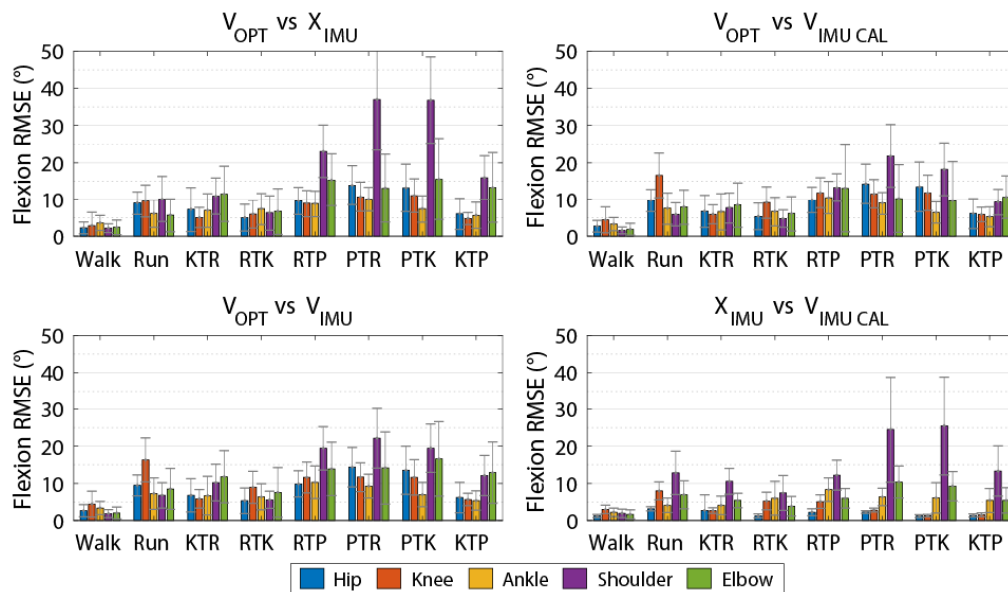 V_OPT vs X_IMU
Flexion RMSE (°)
50
40
30
20
10
0
Walk Run KTR RTK RTP PTR PTK KTP
V_OPT vs V_IMU CAL
Flexion RMSE (°)
50
40
30
20
10
0
Walk Run KTR RTK RTP PTR PTK KTP
V_OPT vs V_IMU
Flexion RMSE (°)
50
40
30
20
10
0
Walk Run KTR RTK RTP PTR PTK KTP
X_IMU vs V_IMU CAL
Flexion RMSE (°)
50
40
30
20
10
0
Walk Run KTR RTK RTP PTR PTK KTP
Hip Knee Ankle Shoulder Elbow